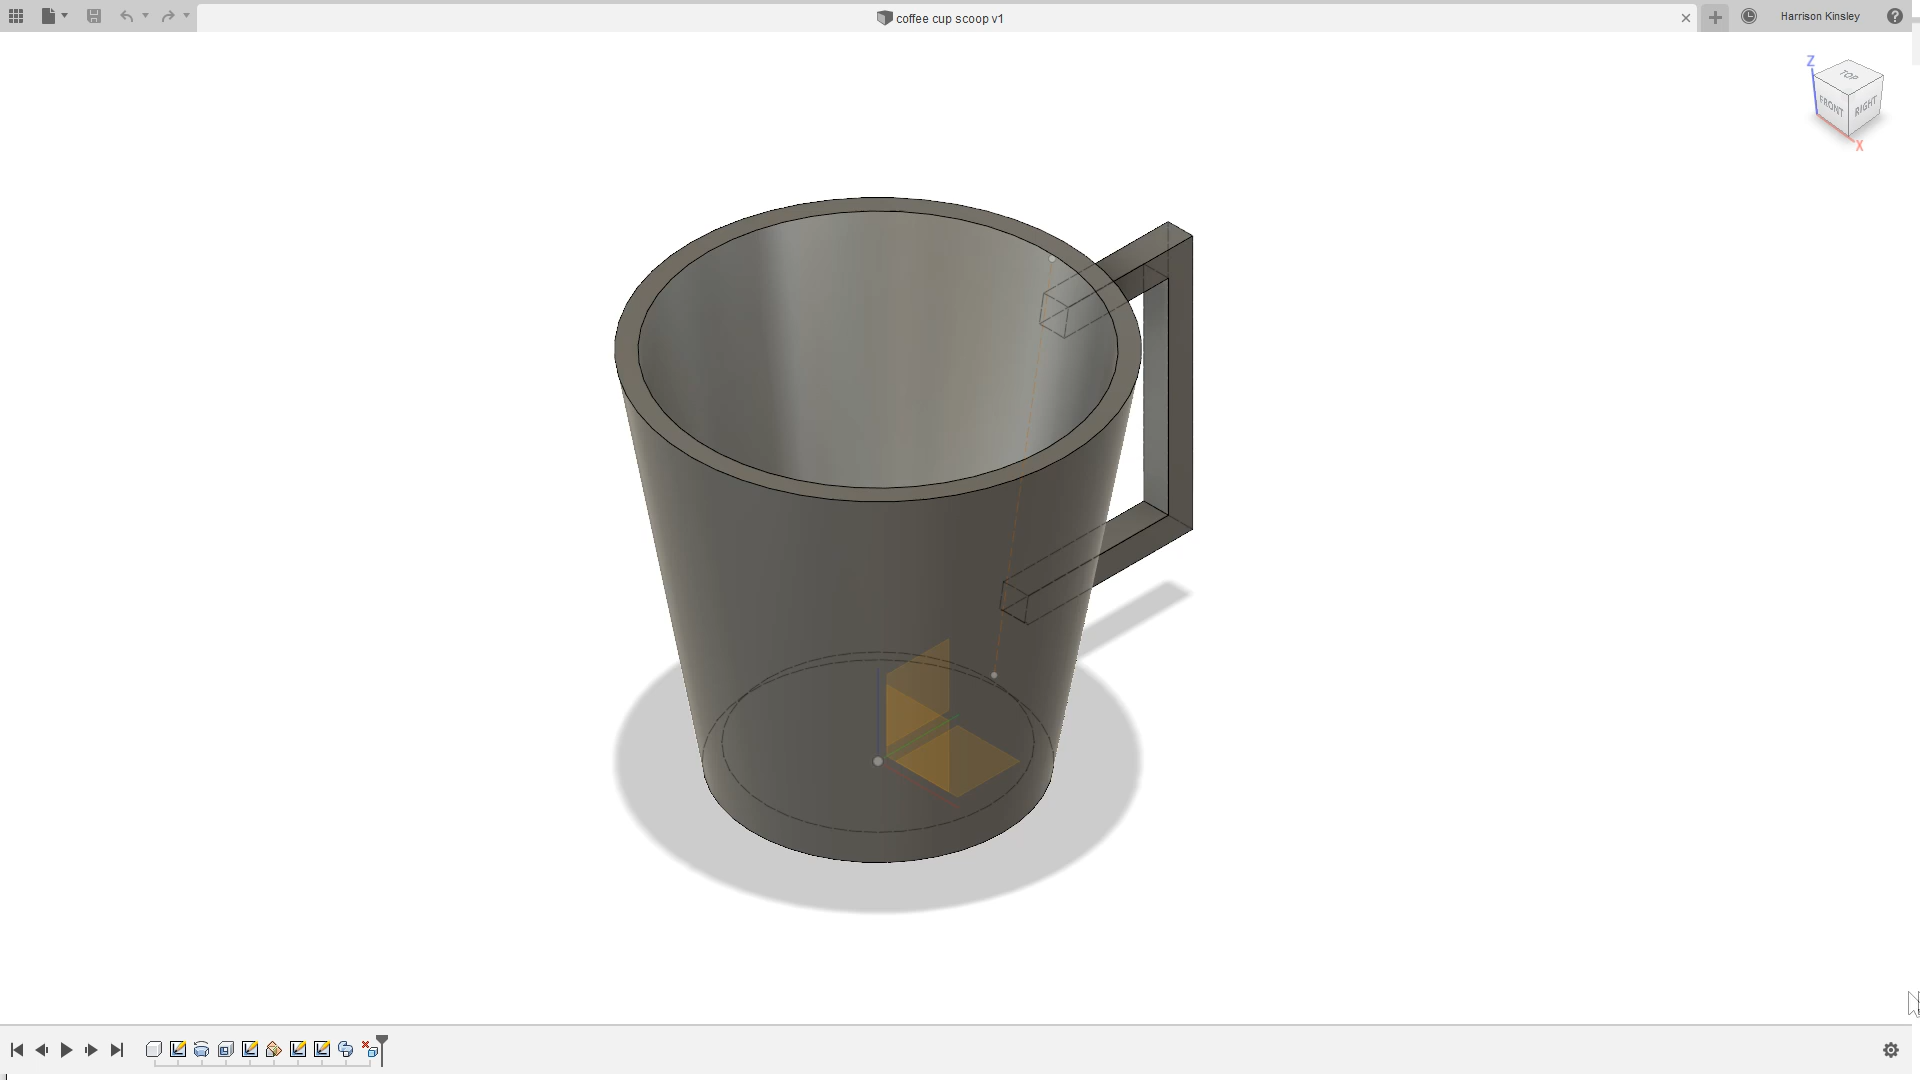 coffee cup scoop v1
Harrison Kinsley
Z
TOP
FRONT
RIGHT
X